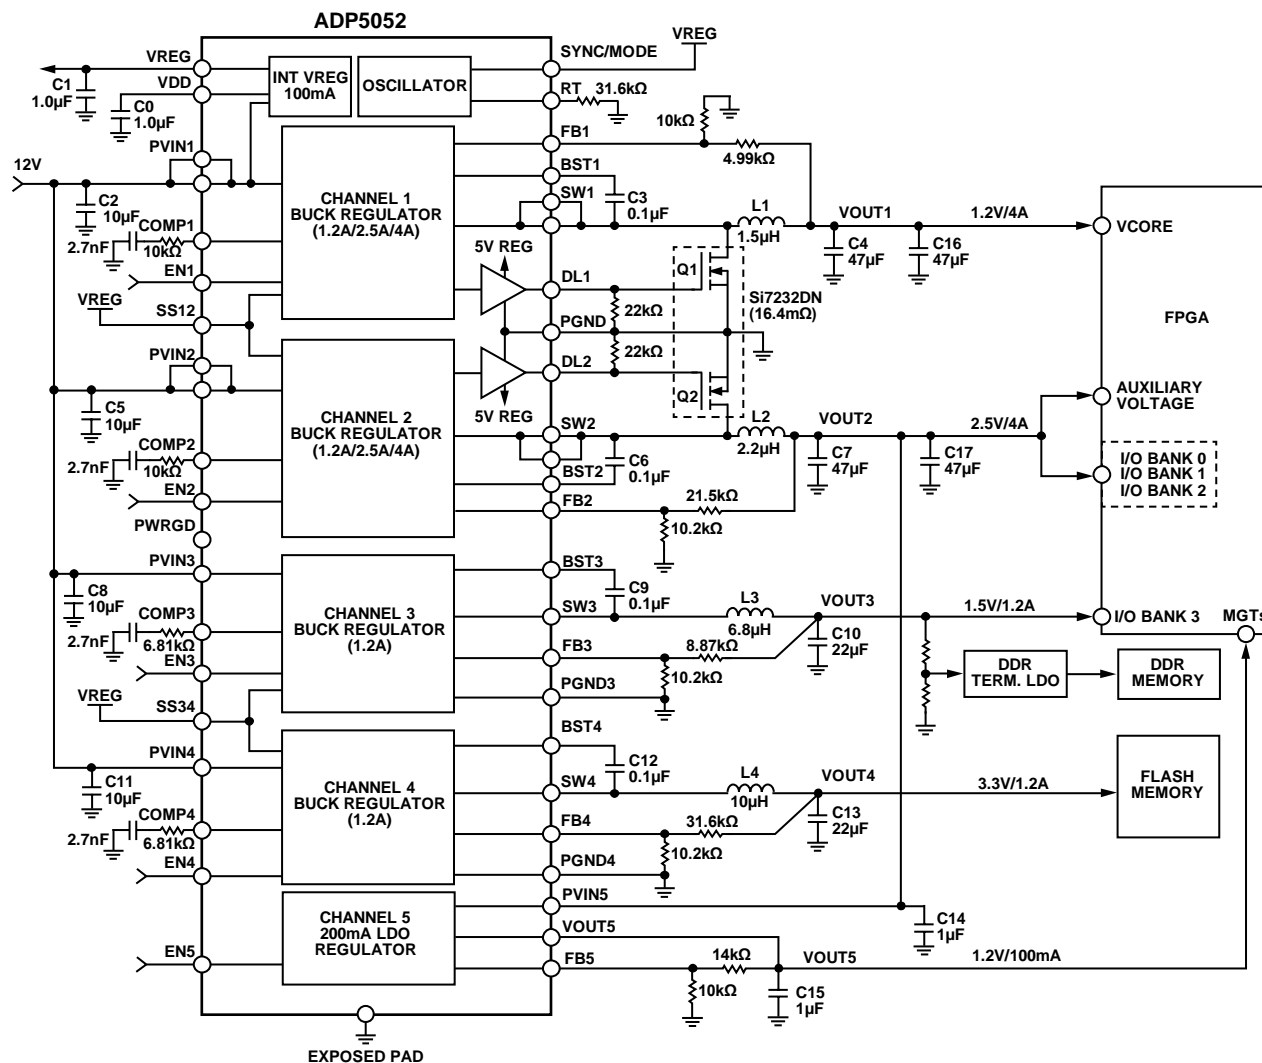 ADP5052
VREG
C1
1.0µF
VDD
C0
1.0µF
INT VREG
100mA
OSCILLATOR
SYNC/MODE
VREG
RT
31.6kΩ
FB1
10kΩ
4.99kΩ
12V
PVIN1
C2
10µF
COMP1
2.7nF
10kΩ
EN1
VREG
SS12
CHANNEL 1
BUCK REGULATOR
(1.2A/2.5A/4A)
BST1
SW1
C3
0.1µF
L1
1.5µH
VOUT1
1.2V/4A
C4
47µF
C16
47µF
VCORE
5V REG
DL1
Q1
22kΩ
PGND
22kΩ
DL2
Q2
Si7232DN
(16.4mΩ)
5V REG
FPGA
PVIN2
C5
10µF
COMP2
2.7nF
10kΩ
EN2
PWRGD
CHANNEL 2
BUCK REGULATOR
(1.2A/2.5A/4A)
SW2
BST2
C6
0.1µF
L2
2.2µH
VOUT2
2.5V/4A
C7
47µF
C17
47µF
AUXILIARY
VOLTAGE
I/O BANK 0
I/O BANK 1
I/O BANK 2
FB2
21.5kΩ
10.2kΩ
PVIN3
C8
10µF
COMP3
2.7nF
6.81kΩ
EN3
VREG
SS34
CHANNEL 3
BUCK REGULATOR
(1.2A)
BST3
C9
0.1µF
SW3
L3
6.8µH
VOUT3
1.5V/1.2A
I/O BANK 3
MGTs
FB3
8.87kΩ
10.2kΩ
C10
22µF
PGND3
DDR
TERM. LDO
DDR
MEMORY
PVIN4
C11
10µF
COMP4
2.7nF
6.81kΩ
EN4
CHANNEL 4
BUCK REGULATOR
(1.2A)
BST4
C12
0.1µF
SW4
L4
10µH
VOUT4
3.3V/1.2A
FLASH
MEMORY
FB4
31.6kΩ
10.2kΩ
C13
22µF
PGND4
PVIN5
C14
1µF
CHANNEL 5
200mA LDO
REGULATOR
EN5
VOUT5
FB5
14kΩ
10kΩ
VOUT5
1.2V/100mA
C15
1µF
EXPOSED PAD